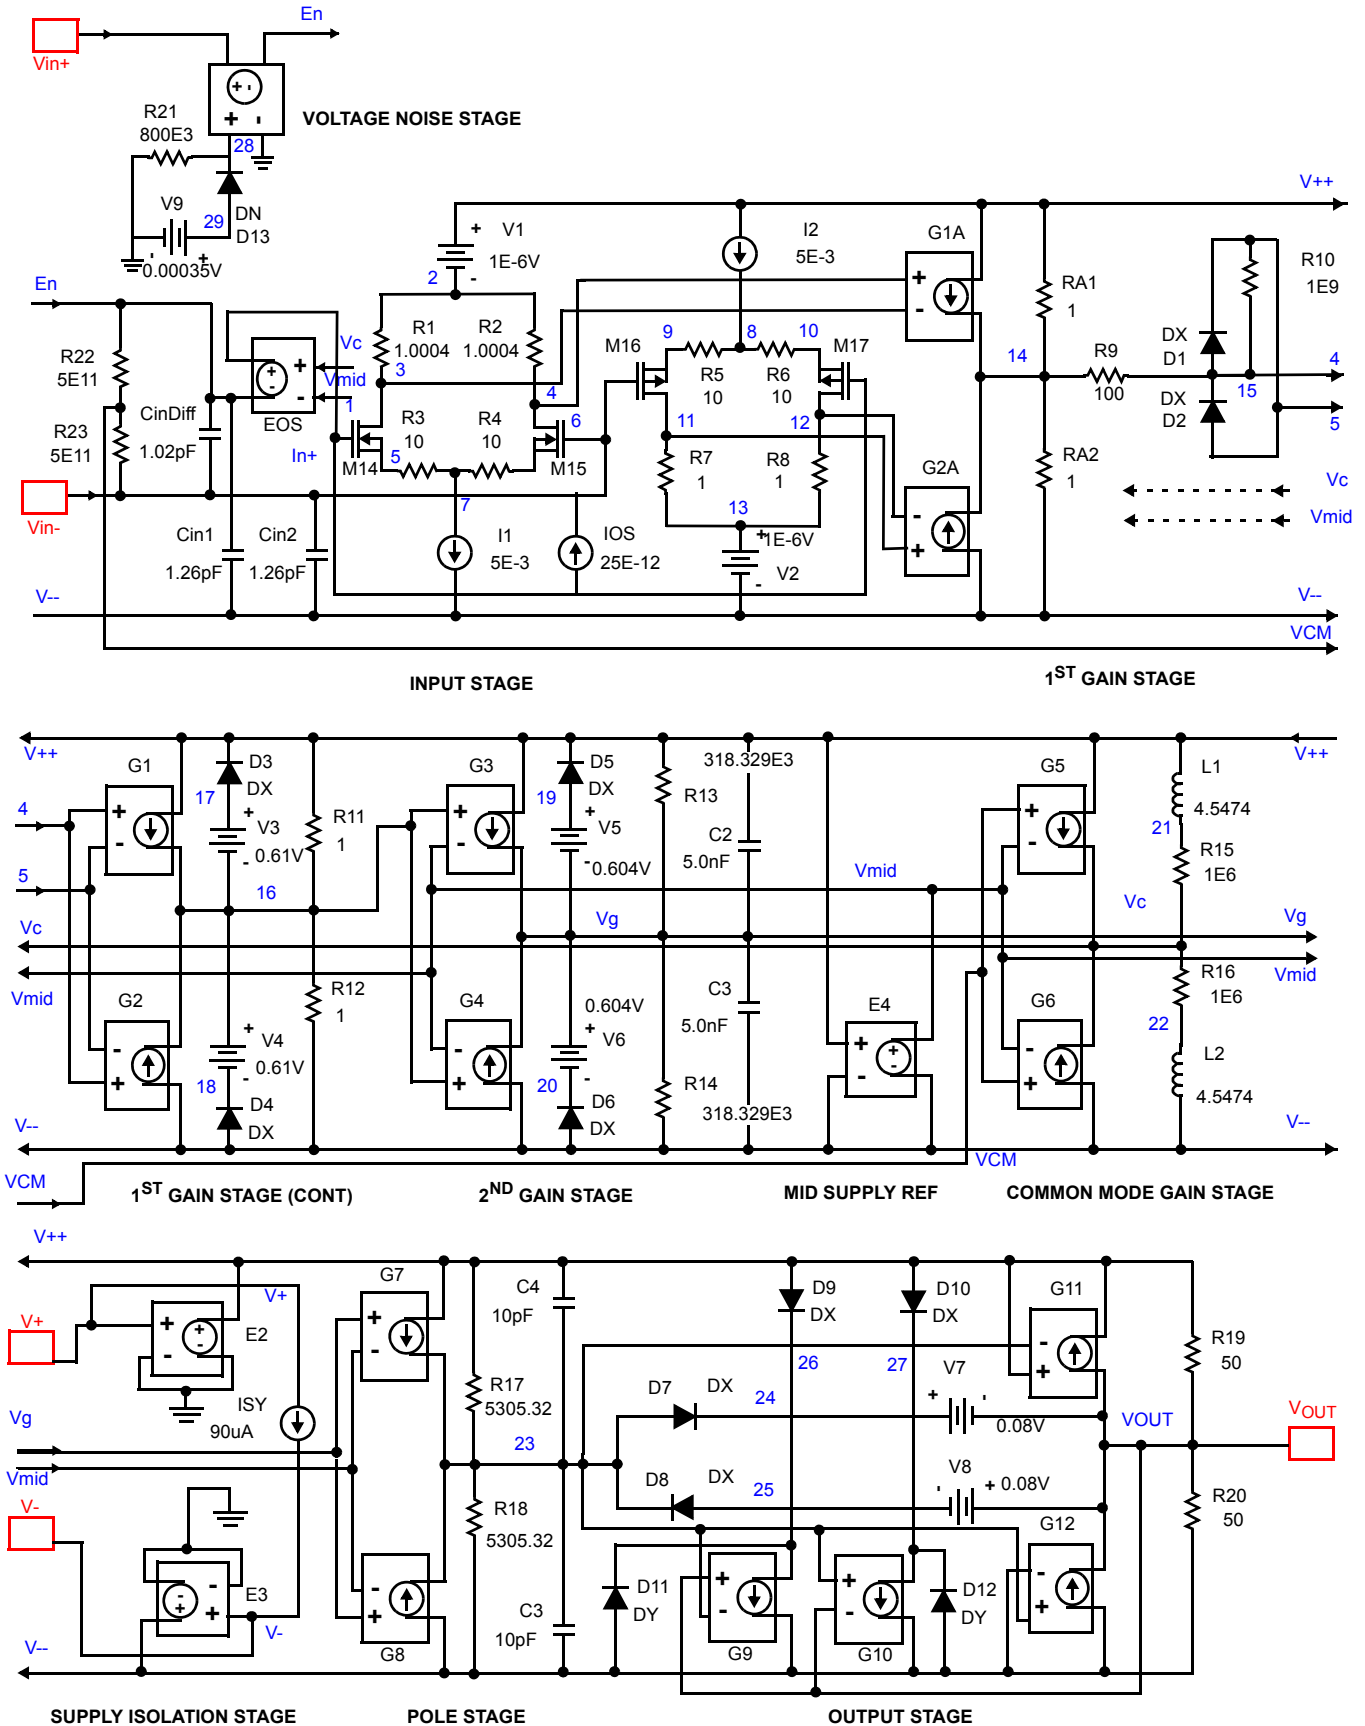 En
Vin+
R21
800E3
VOLTAGE NOISE STAGE
28
V9
29
DN
D13
0.00035V
V++
V1
1E-6V
2
I2
5E-3
G1A
RA1
1
R10
1E9
En
R1
1.0004
R2
1.0004
Vc
Vmid
3
4
1
EOS
R22
5E11
CinDiff
1.02pF
R23
5E11
M16
9
8
10
M17
R5
10
R6
10
14
R9
100
DX
D1
DX
D2
15
4
5
R3
10
R4
10
6
In+
M14
5
M15
11
12
7
R7
1
R8
1
G2A
RA2
1
Vc
Vmid
Vin-
13
Cin1
1.26pF
Cin2
1.26pF
I1
5E-3
IOS
25E-12
1E-6V
V2
V--
V--
VCM
INPUT STAGE
1ST GAIN STAGE
V++
V++
G1
D3
DX
17
V3
0.61V
R11
1
G3
D5
DX
19
V5
0.604V
318.329E3
R13
C2
5.0nF
G5
L1
4.5474
21
R15
1E6
4
5
16
Vmid
Vc
Vg
Vg
Vc
Vmid
Vmid
G2
R12
1
G4
0.604V
C3
5.0nF
E4
G6
R16
1E6
22
L2
4.5474
V4
0.61V
18
D4
DX
V6
20
D6
DX
R14
318.329E3
V--
V--
VCM
VCM
1ST GAIN STAGE (CONT)
2ND GAIN STAGE
MID SUPPLY REF
COMMON MODE GAIN STAGE
V++
V+
V+
E2
G7
C4
10pF
D9
DX
D10
DX
G11
R19
50
26
27
ISY
90uA
R17
5305.32
D7
DX
24
V7
0.08V
VOUT
VOUT
Vg
Vmid
23
D8
DX
25
V8
0.08V
V-
R18
5305.32
R20
50
G12
E3
V-
V--
G8
C3
10pF
D11
DY
G9
G10
D12
DY
SUPPLY ISOLATION STAGE
POLE STAGE
OUTPUT STAGE